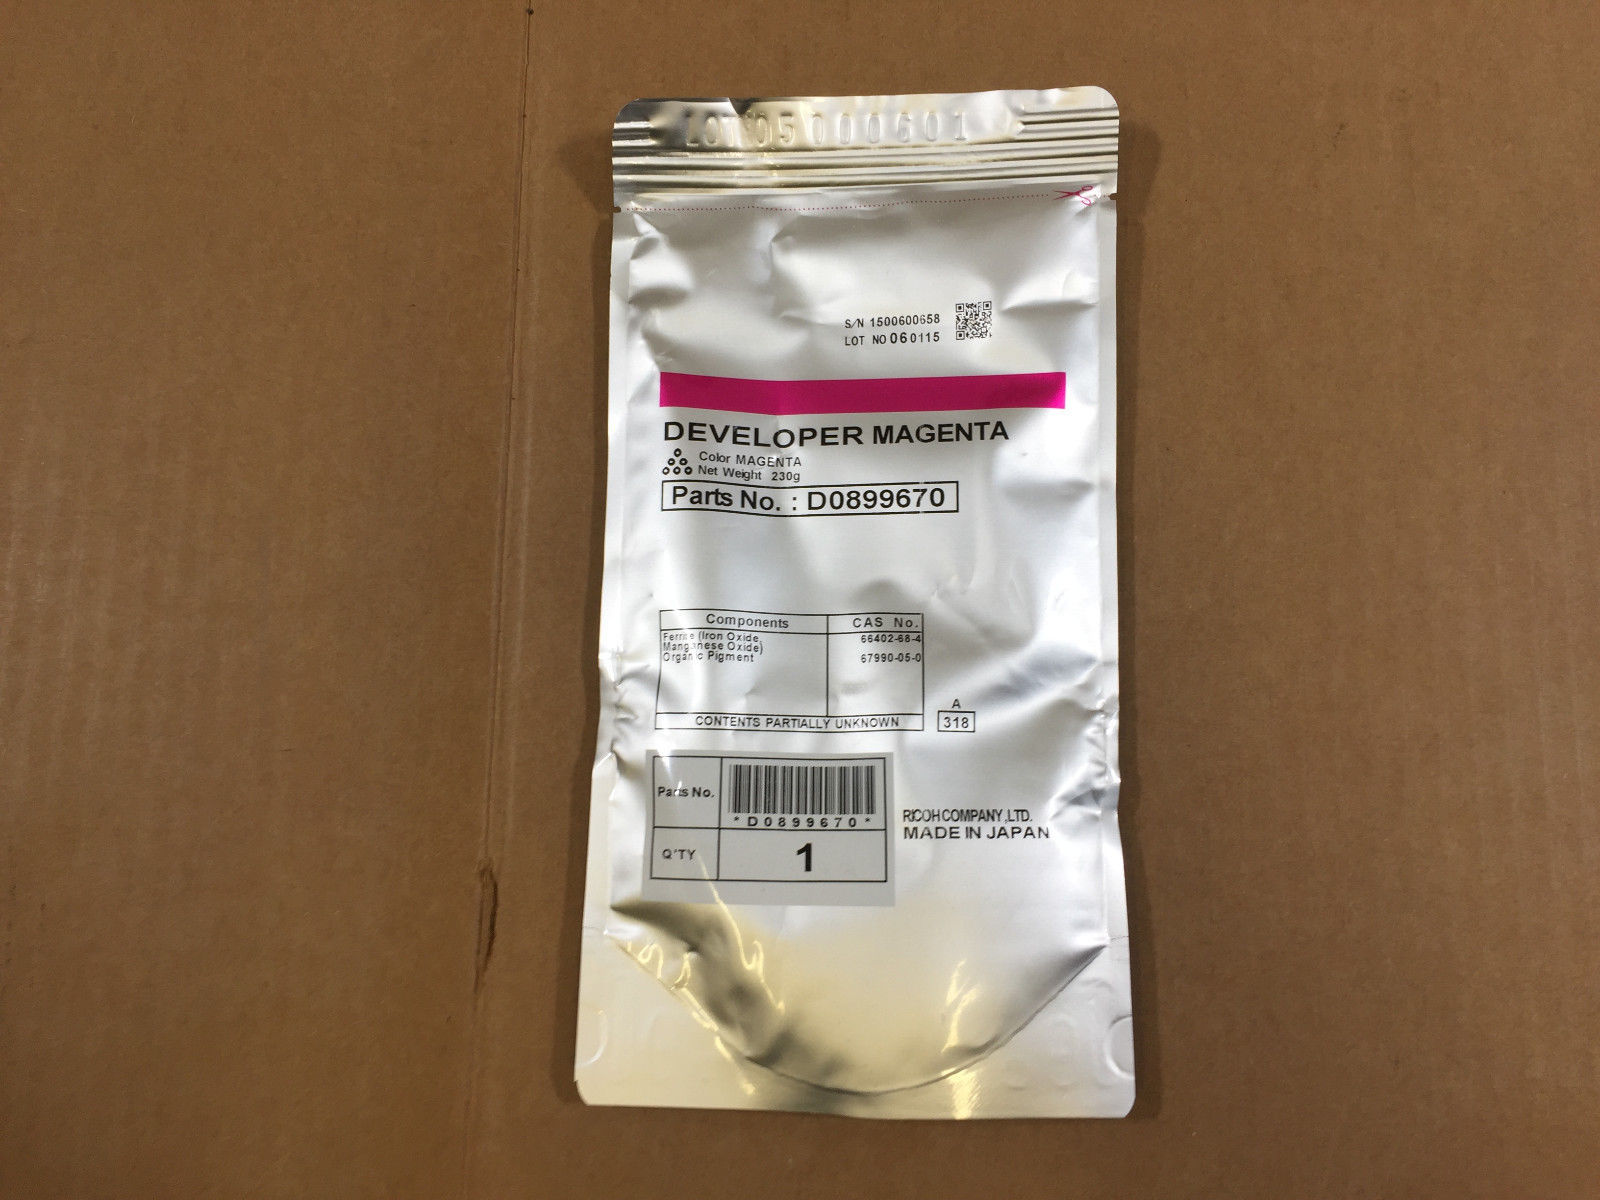 LOT 05000601
S/N 1500600658
LOT NO 060115
DEVELOPER MAGENTA
Color MAGENTA
Net Weight 230g
Parts No. : D0899670
Components CAS No.
Ferrite (Iron Oxide, 66402-68-4
Manganese Oxide)
Organic Pigment 67990-05-0
CONTENTS PARTIALLY UNKNOWN
A
318
Parts No.
*D0899670*
Q'TY 1
RICOH COMPANY,LTD.
MADE IN JAPAN